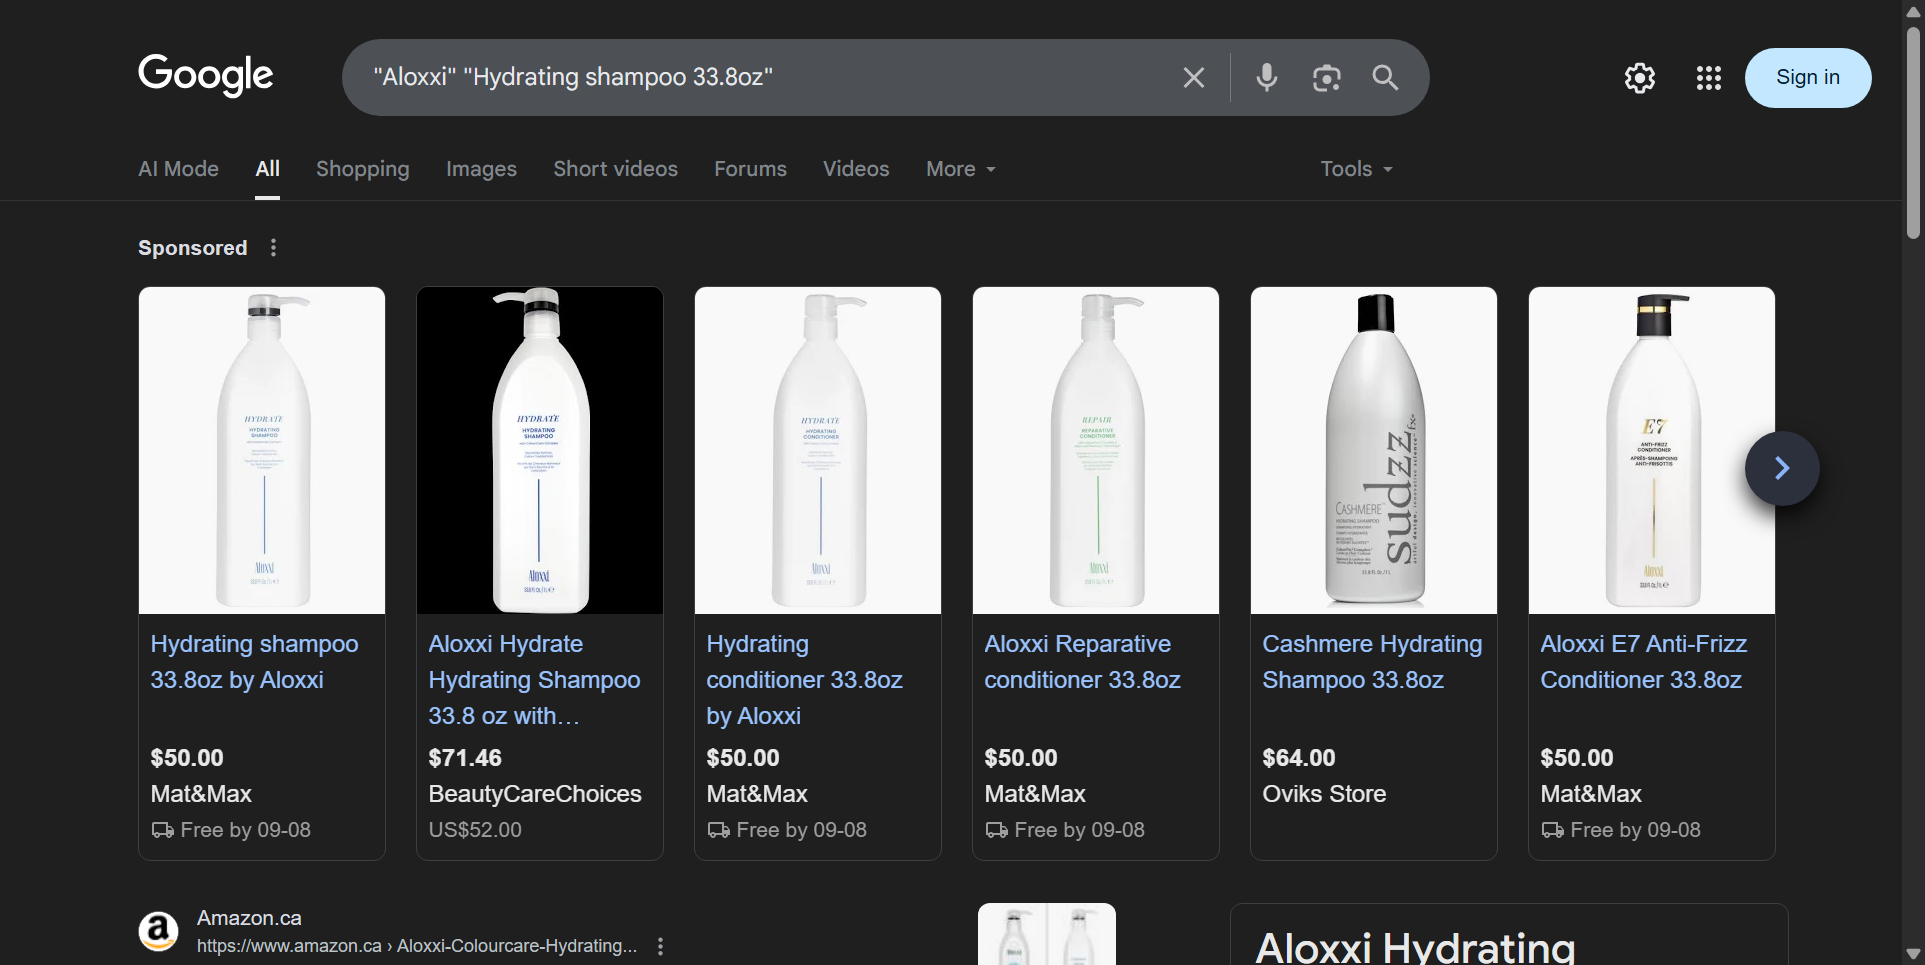 Google
"Aloxxi" "Hydrating shampoo 33.8oz"
Sign in
AI Mode
All
Shopping
Images
Short videos
Forums
Videos
More
Tools
Sponsored
HYDRATE
HYDRATING
SHAMPOO
Aloxxi
Hydrating shampoo
33.8oz by Aloxxi
$50.00
Mat&Max
Free by 09-08
HYDRATE
HYDRATING
SHAMPOO
Aloxxi
Aloxxi Hydrate
Hydrating Shampoo
33.8 oz with…
$71.46
BeautyCareChoices
US$52.00
HYDRATE
HYDRATING
CONDITIONER
Aloxxi
Hydrating
conditioner 33.8oz
by Aloxxi
$50.00
Mat&Max
Free by 09-08
REPAIR
REPARATIVE
CONDITIONER
Aloxxi
Aloxxi Reparative
conditioner 33.8oz
$50.00
Mat&Max
Free by 09-08
sudzz fx
CASHMERE
HYDRATING SHAMPOO
Cashmere Hydrating
Shampoo 33.8oz
$64.00
Oviks Store
E7
ANTI-FRIZZ
CONDITIONER
APRÈS-SHAMPOING
ANTI-FRISOTTIS
Aloxxi
Aloxxi E7 Anti-Frizz
Conditioner 33.8oz
$50.00
Mat&Max
Free by 09-08
a
Amazon.ca
https://www.amazon.ca › Aloxxi-Colourcare-Hydrating...
Aloxxi Hydrating